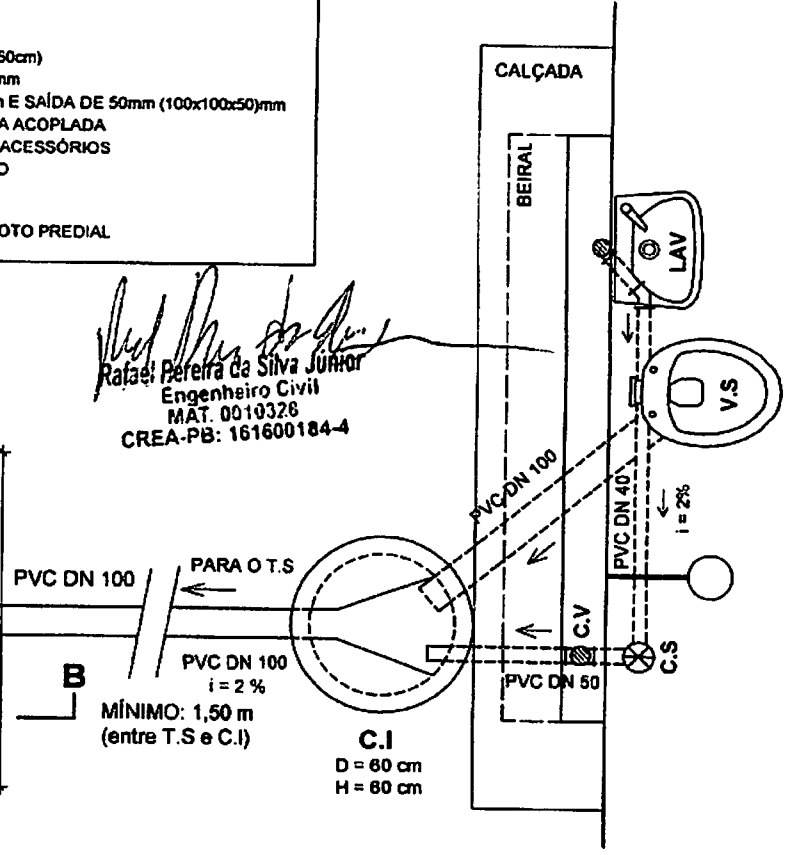 60cm)
mm
E SAÍDA DE 50mm (100x100x50)mm
A ACOPLADA
ACESSÓRIOS
O
OTO PREDIAL
Rafael Pereira da Silva Júnior
Engenheiro Civil
MAT. 0010326
CREA-PB: 161600184-4
CALÇADA
BEIRAL
LAV
V.S
PVC DN 100
PVC DN 40
i = 2%
C.V
C.S
PVC DN 50
PVC DN 100
PARA O T.S
PVC DN 100
i = 2 %
B
MÍNIMO: 1,50 m
(entre T.S e C.I)
C.I
D = 60 cm
H = 60 cm